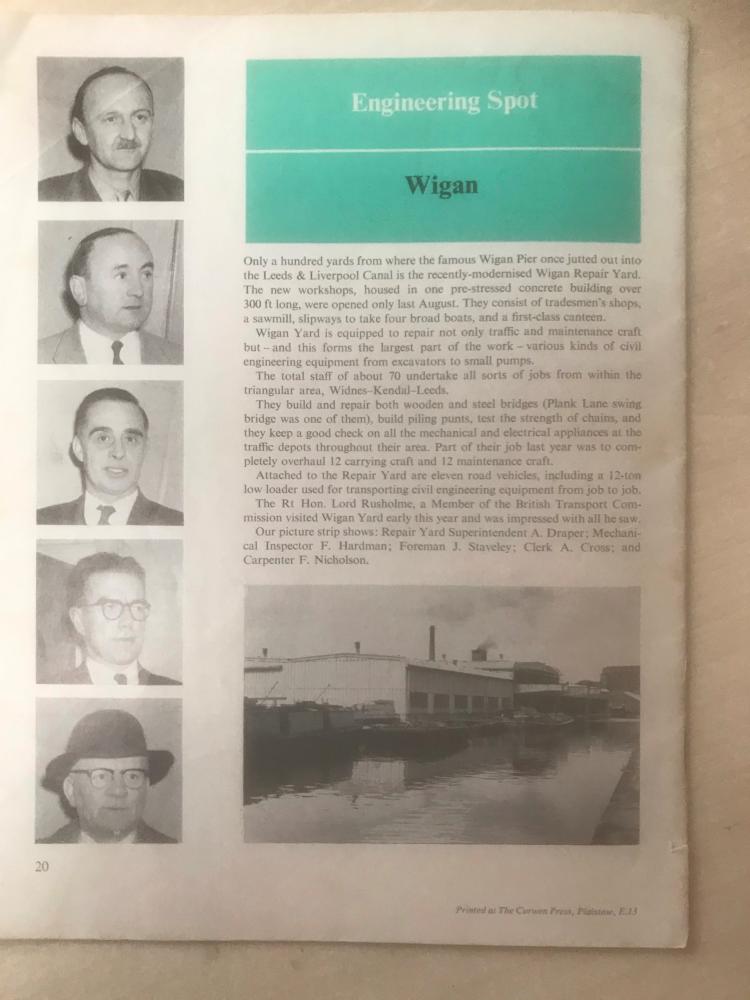 Engineering Spot
Wigan
Only a hundred yards from where the famous Wigan Pier once jutted out into
the Leeds & Liverpool Canal is the recently-modernised Wigan Repair Yard.
The new workshops, housed in one pre-stressed concrete building over
300 ft long, were opened only last August. They consist of tradesmen's shops,
a sawmill, slipways to take four broad boats, and a first-class canteen.
Wigan Yard is equipped to repair not only traffic and maintenance craft
but – and this forms the largest part of the work – various kinds of civil
engineering equipment from excavators to small pumps.
The total staff of about 70 undertake all sorts of jobs from within the
triangular area, Widnes–Kendal–Leeds.
They build and repair both wooden and steel bridges (Plank Lane swing
bridge was one of them), build piling punts, test the strength of chains, and
they keep a good check on all the mechanical and electrical appliances at the
traffic depots throughout their area. Part of their job last year was to com-
pletely overhaul 12 carrying craft and 12 maintenance craft.
Attached to the Repair Yard are eleven road vehicles, including a 12-ton
low loader used for transporting civil engineering equipment from job to job.
The Rt Hon. Lord Rusholme, a Member of the British Transport Com-
mission visited Wigan Yard early this year and was impressed with all he saw.
Our picture strip shows: Repair Yard Superintendent A. Draper; Mechani-
cal Inspector F. Hardman; Foreman J. Staveley; Clerk A. Cross; and
Carpenter F. Nicholson.
20
Printed at The Curwen Press, Plaistow, E.13